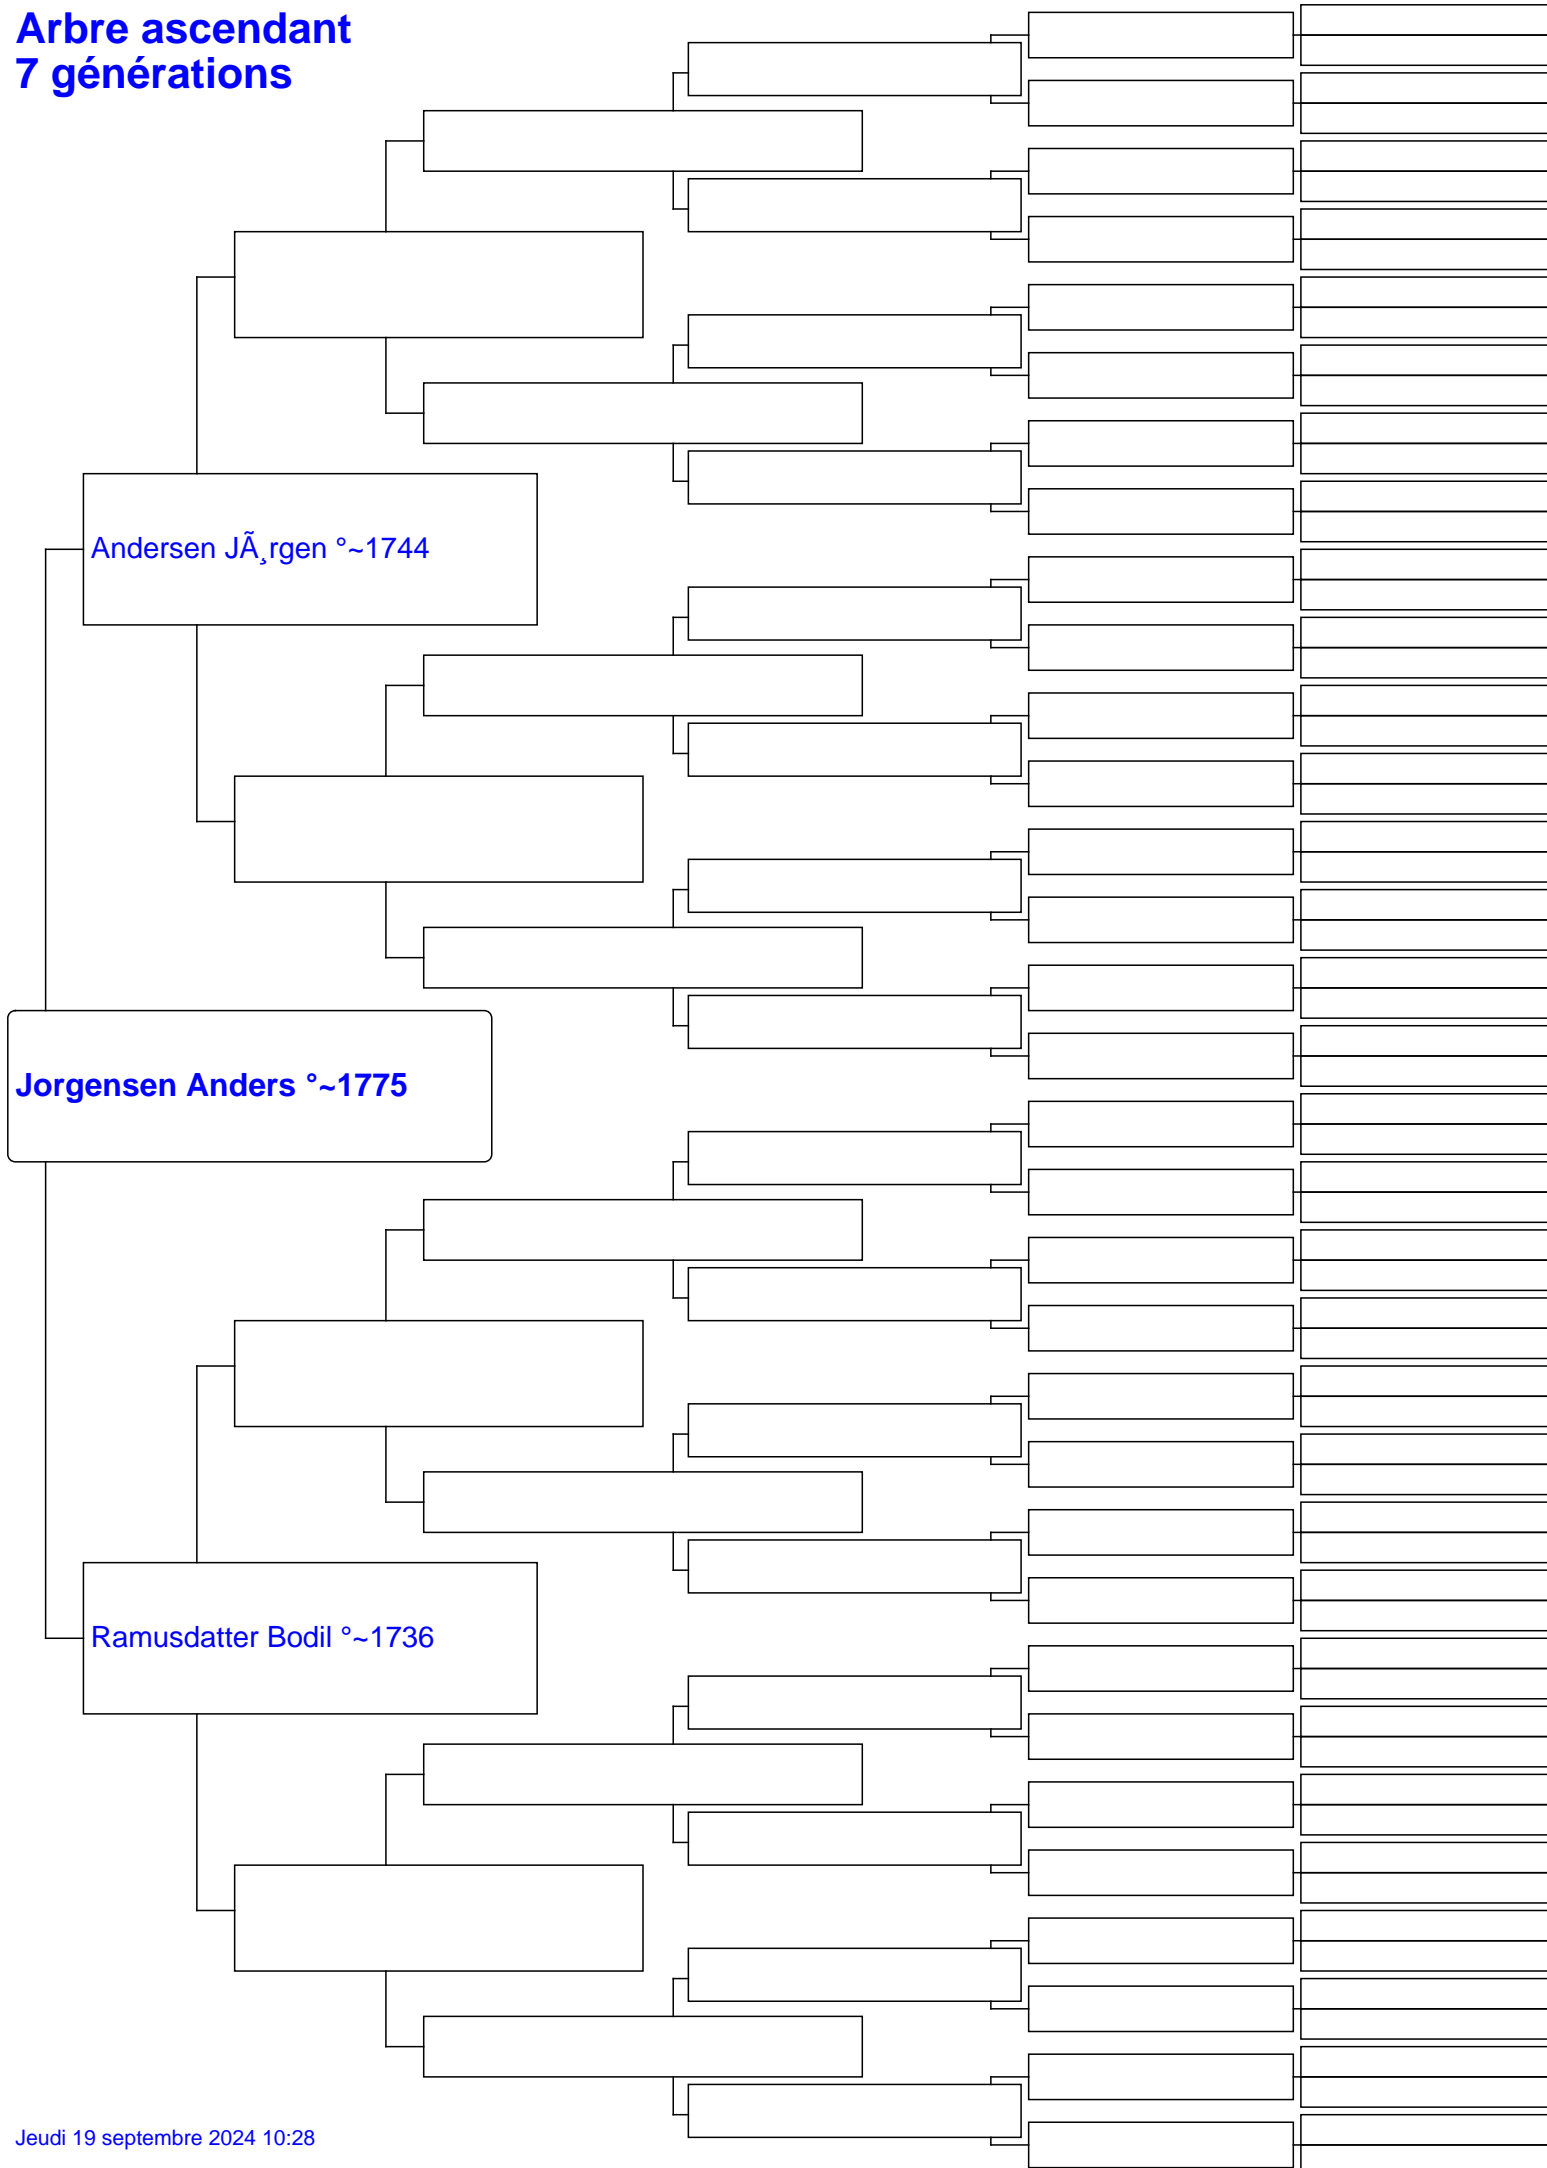 Arbre ascendant
7 générations
Andersen JÃ¸rgen °~1744
Jorgensen Anders °~1775
Ramusdatter Bodil °~1736
Jeudi 19 septembre 2024 10:28